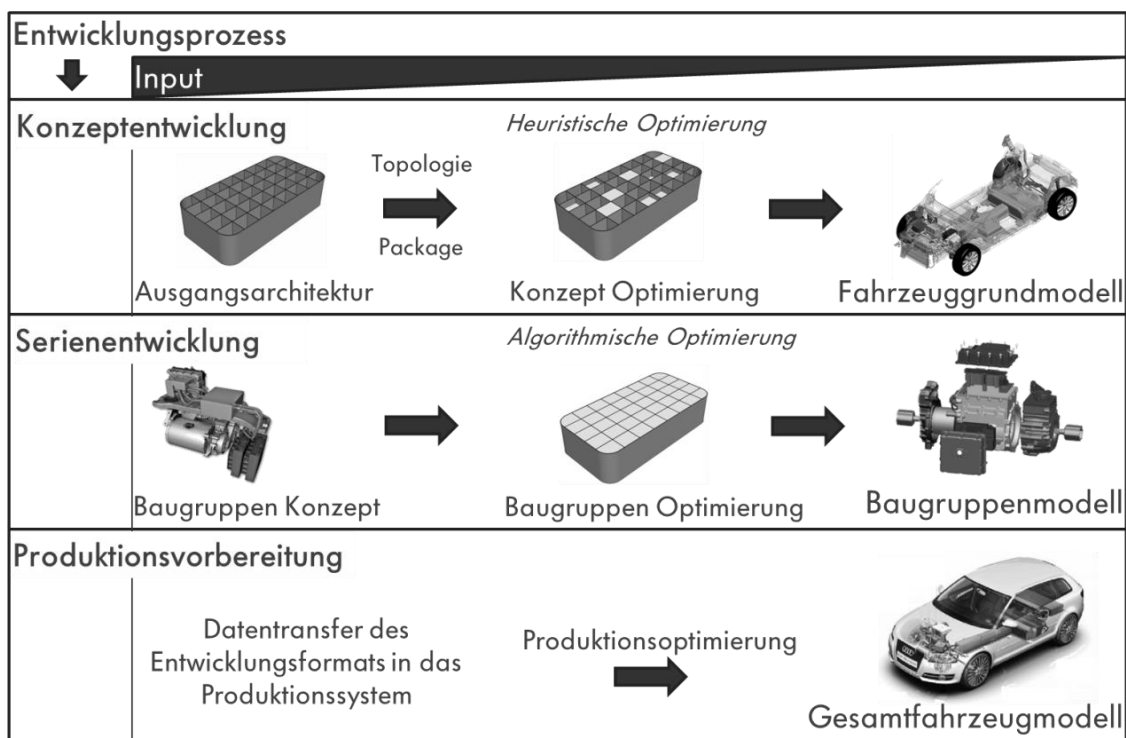 Entwicklungsprozess
Input
Konzeptentwicklung
Heuristische Optimierung
Topologie
Package
Ausgangsarchitektur
Konzept Optimierung
Fahrzeuggrundmodell
Serienentwicklung
Algorithmische Optimierung
Baugruppen Konzept
Baugruppen Optimierung
Baugruppenmodell
Produktionsvorbereitung
Datentransfer des
Entwicklungsformats in das
Produktionssystem
Produktionsoptimierung
Gesamtfahrzeugmodell